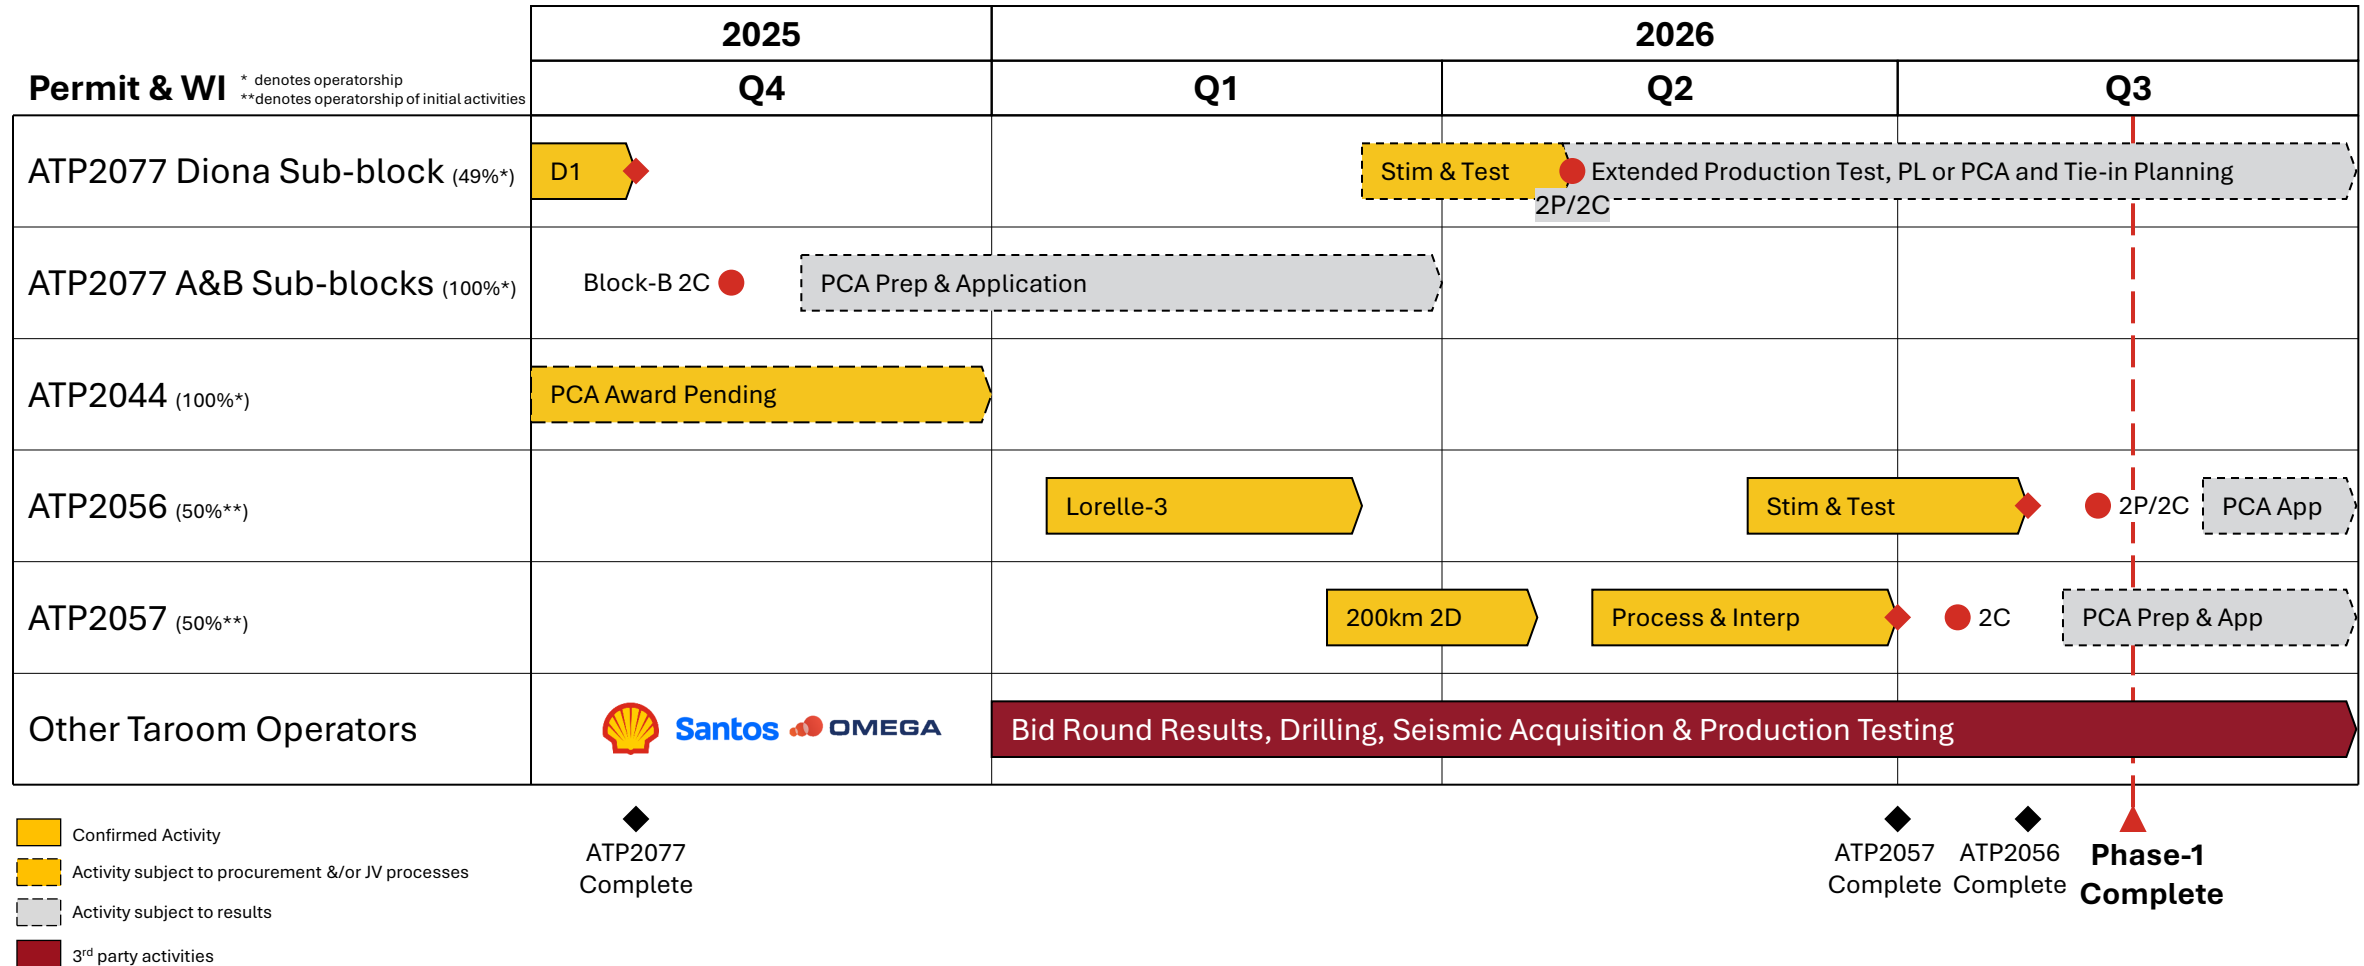 2025
2026
Permit & WI
* denotes operatorship
**denotes operatorship of initial activities
Q4
Q1
Q2
Q3
ATP2077 Diona Sub-block (49%*)
D1
Stim & Test
Extended Production Test, PL or PCA and Tie-in Planning
2P/2C
ATP2077 A&B Sub-blocks (100%*)
Block-B 2C
PCA Prep & Application
ATP2044 (100%*)
PCA Award Pending
ATP2056 (50%**)
Lorelle-3
Stim & Test
2P/2C
PCA App
ATP2057 (50%**)
200km 2D
Process & Interp
2C
PCA Prep & App
Other Taroom Operators
Santos
OMEGA
Bid Round Results, Drilling, Seismic Acquisition & Production Testing
ATP2077
Complete
ATP2057
Complete
ATP2056
Complete
Phase-1
Complete
Confirmed Activity
Activity subject to procurement &/or JV processes
Activity subject to results
3rd party activities